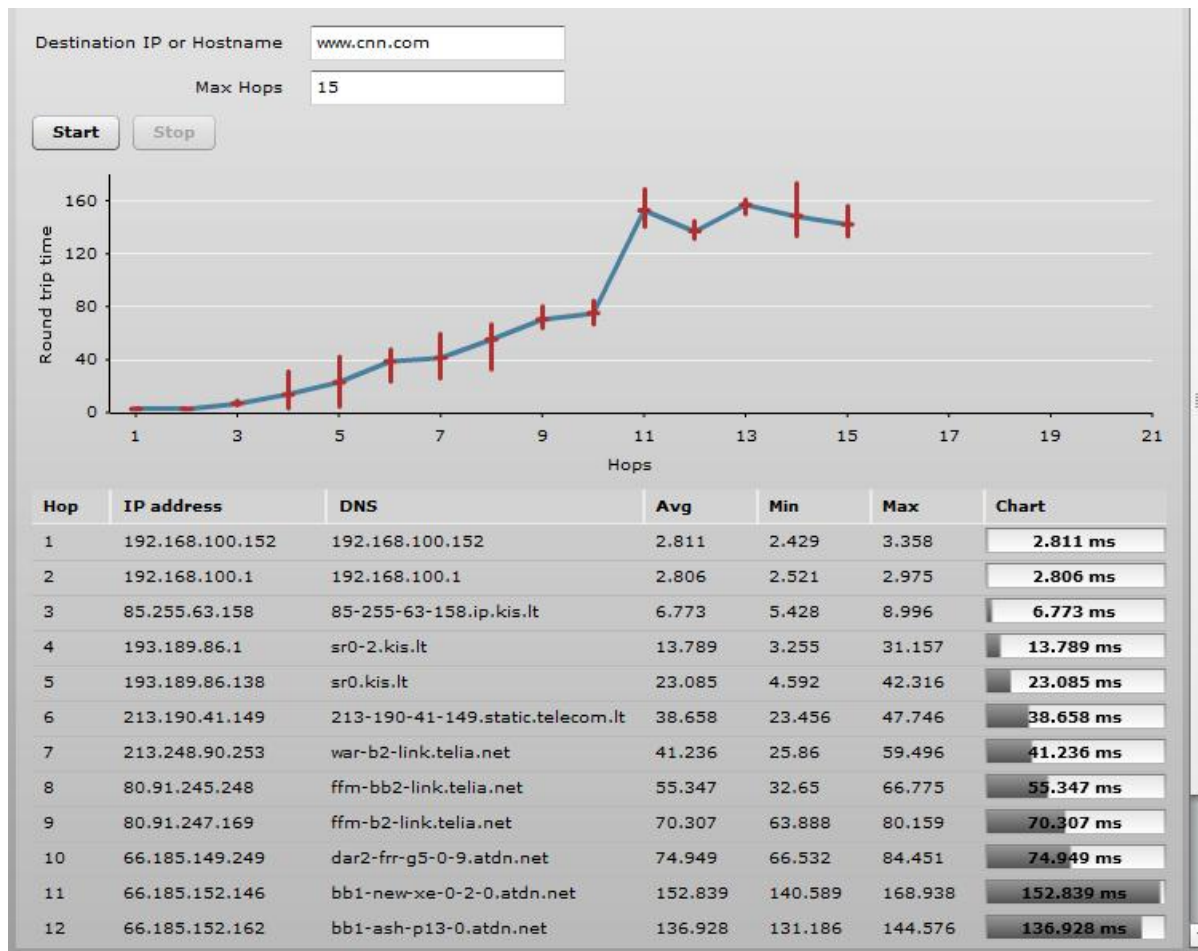 Destination IP or Hostname www.cnn.com
Max Hops 15
Start Stop
160
120
80
40
0
Round trip time
1 3 5 7 9 11 13 15 17 19 21
Hops
Hop IP address DNS Avg Min Max Chart
1 192.168.100.152 192.168.100.152 2.811 2.429 3.358 2.811 ms
2 192.168.100.1 192.168.100.1 2.806 2.521 2.975 2.806 ms
3 85.255.63.158 85-255-63-158.ip.kis.lt 6.773 5.428 8.996 6.773 ms
4 193.189.86.1 sr0-2.kis.lt 13.789 3.255 31.157 13.789 ms
5 193.189.86.138 sr0.kis.lt 23.085 4.592 42.316 23.085 ms
6 213.190.41.149 213-190-41-149.static.telecom.lt 38.658 23.456 47.746 38.658 ms
7 213.248.90.253 war-b2-link.telia.net 41.236 25.86 59.496 41.236 ms
8 80.91.245.248 ffm-bb2-link.telia.net 55.347 32.65 66.775 55.347 ms
9 80.91.247.169 ffm-b2-link.telia.net 70.307 63.888 80.159 70.307 ms
10 66.185.149.249 dar2-frr-g5-0-9.atdn.net 74.949 66.532 84.451 74.949 ms
11 66.185.152.146 bb1-new-xe-0-2-0.atdn.net 152.839 140.589 168.938 152.839 ms
12 66.185.152.162 bb1-ash-p13-0.atdn.net 136.928 131.186 144.576 136.928 ms